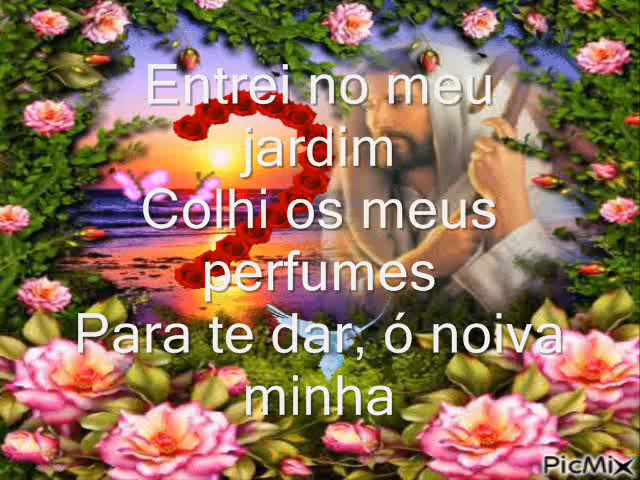 Entrei no meu
jardim
Colhi os meus
perfumes
Para te dar, ó noiva
minha
PicMix